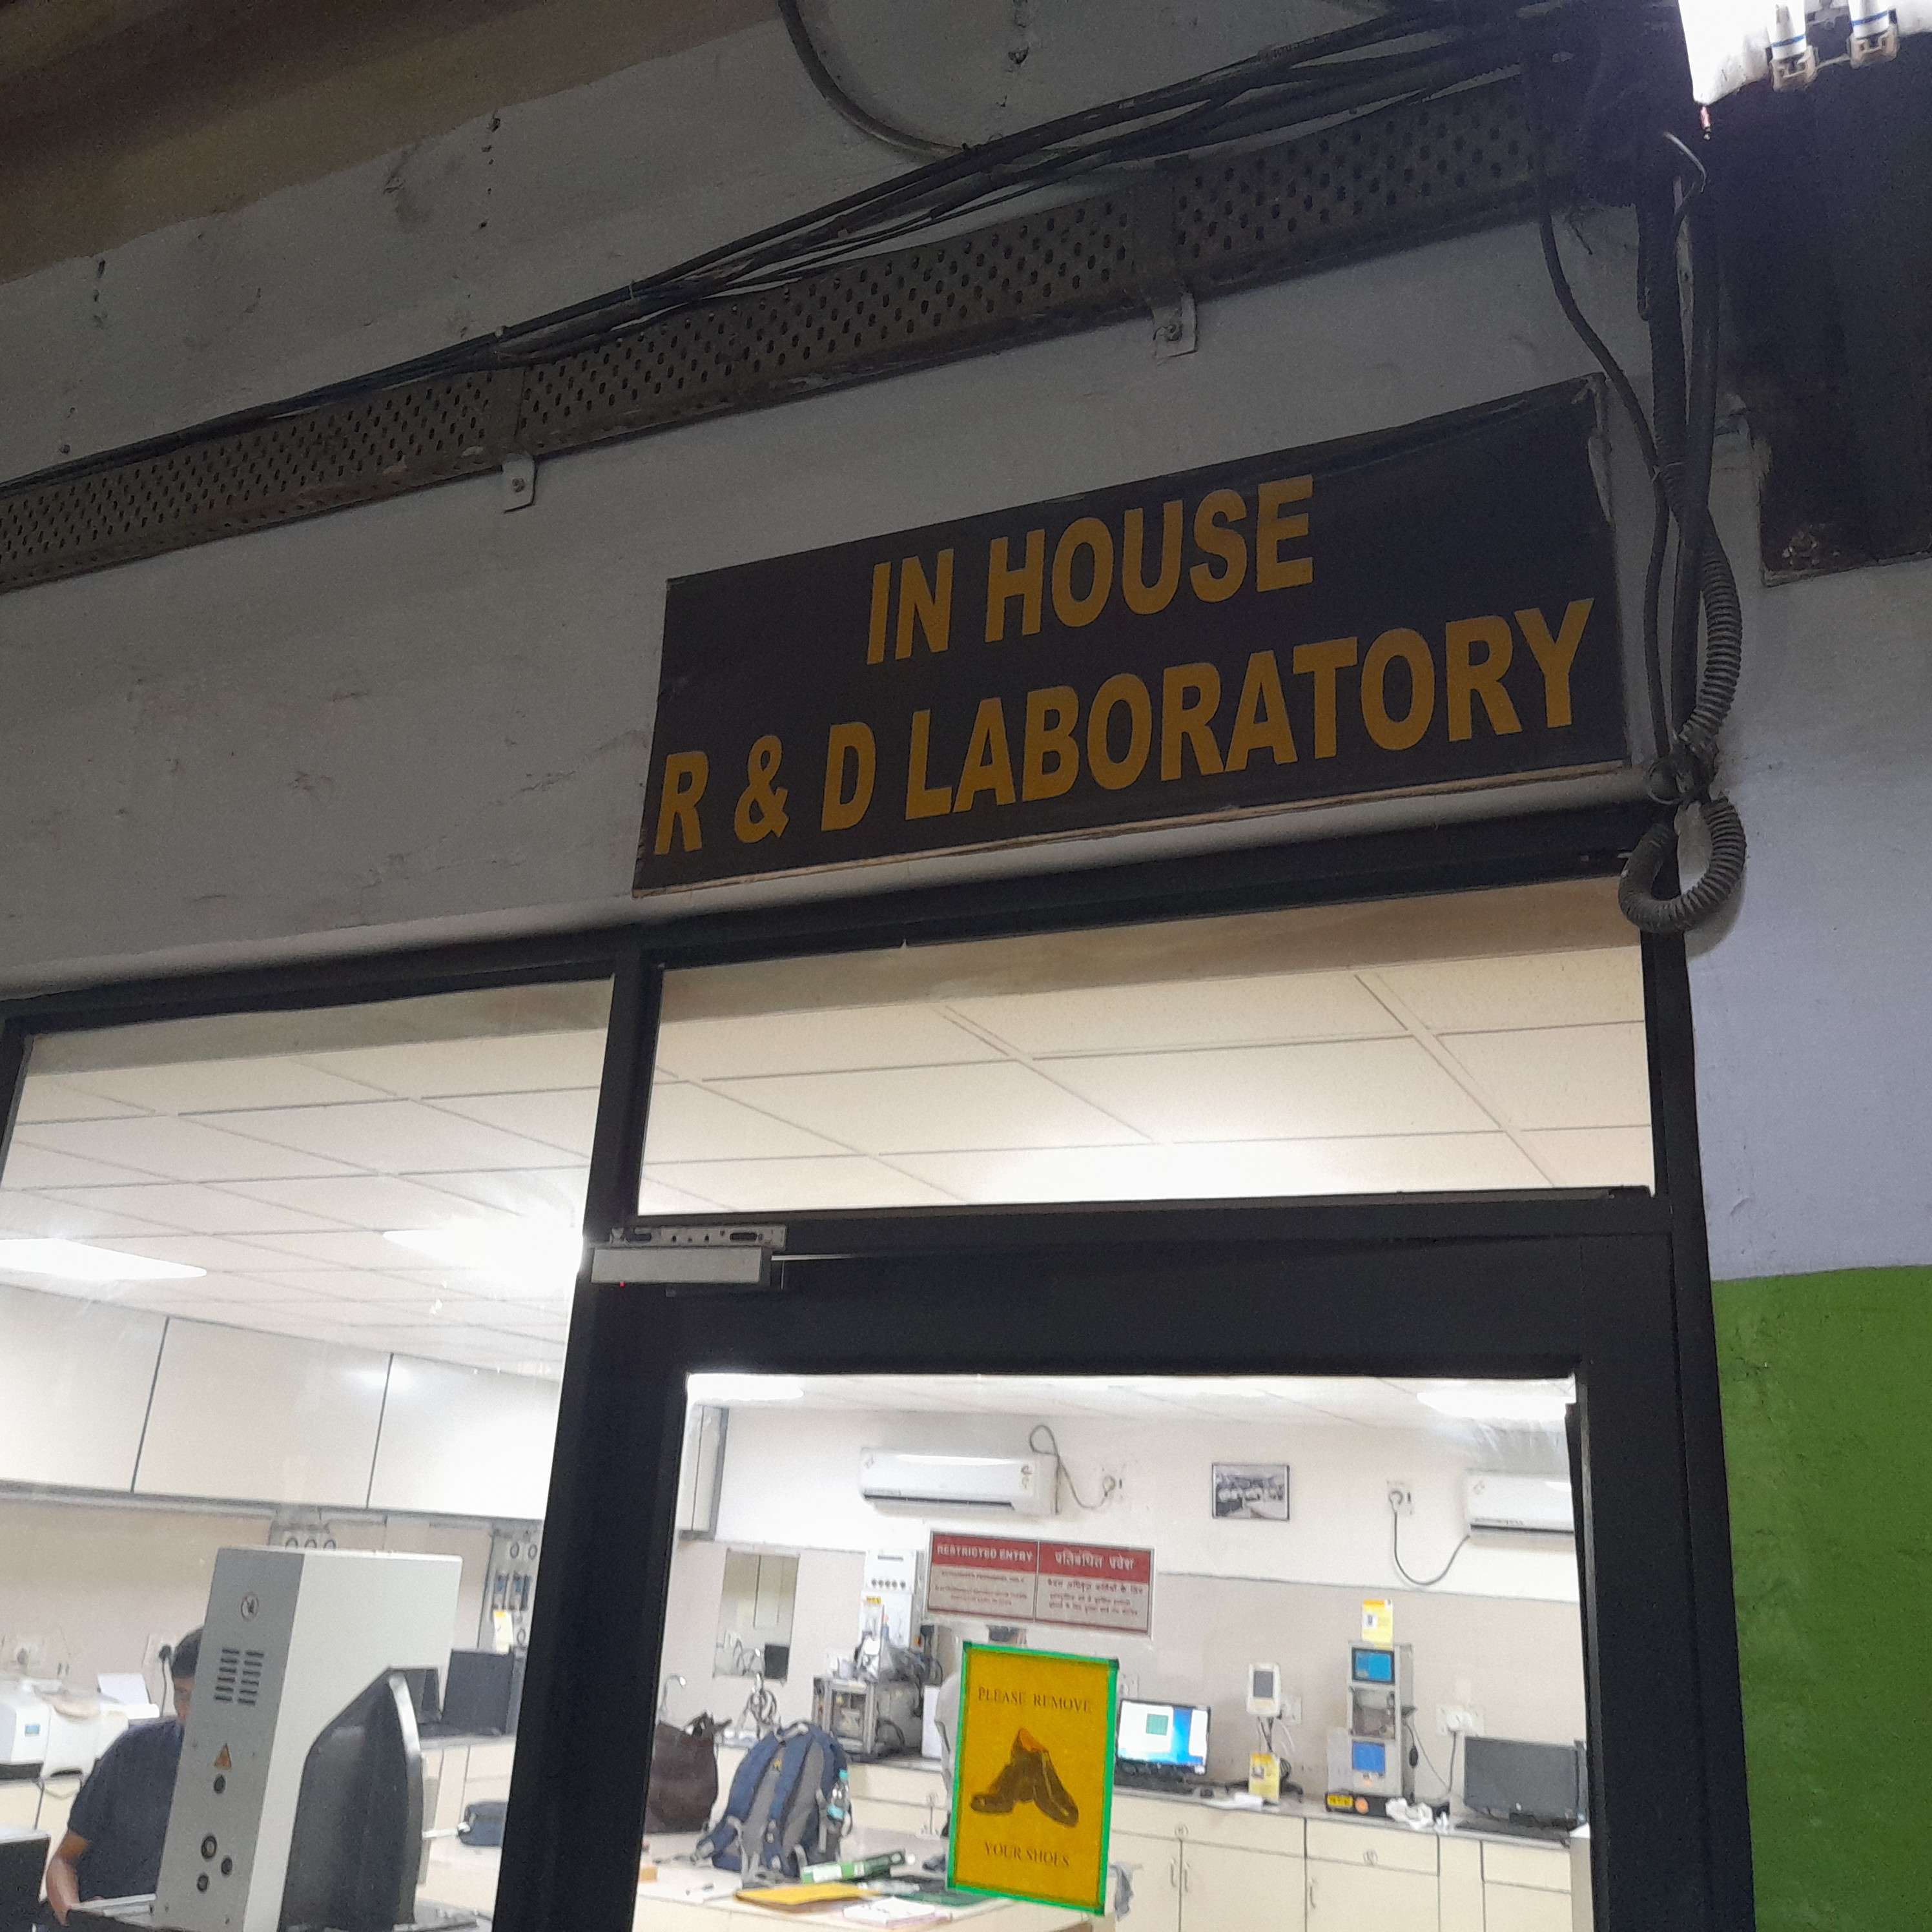 IN HOUSE
R & D LABORATORY
RESTRICTED ENTRY
प्रतिबंधित प्रवेश
PLEASE REMOVE
YOUR SHOES